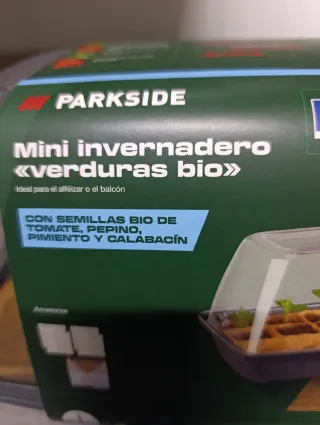 PARKSIDE
Mini invernadero
«verduras bio»
Ideal para el alféizar o el balcón
CON SEMILLAS BIO DE
TOMATE, PEPINO,
PIMIENTO Y CALABACÍN
Accesorios